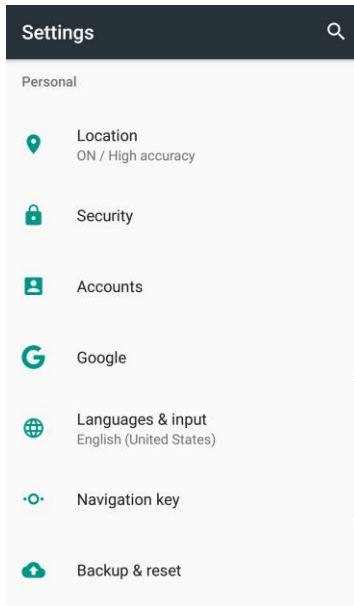 Settings
Personal
Location
ON / High accuracy
Security
Accounts
Google
Languages & input
English (United States)
Navigation key
Backup & reset